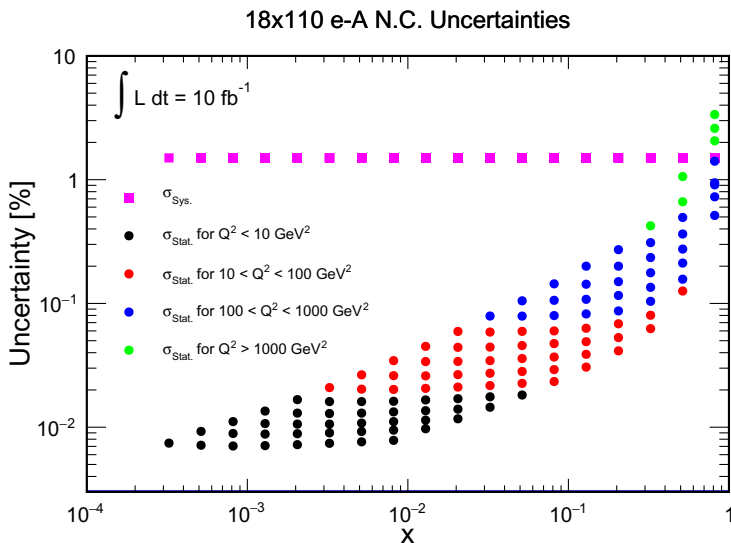 18x110 e-A N.C. Uncertainties
10
∫ L dt = 10 fb⁻¹
1
σSys.
σStat. for Q² < 10 GeV²
σStat. for 10 < Q² < 100 GeV²
10⁻¹
σStat. for 100 < Q² < 1000 GeV²
σStat. for Q² > 1000 GeV²
10⁻²
Uncertainty [%]
10⁻⁴ 10⁻³ 10⁻² 10⁻¹ 1
x